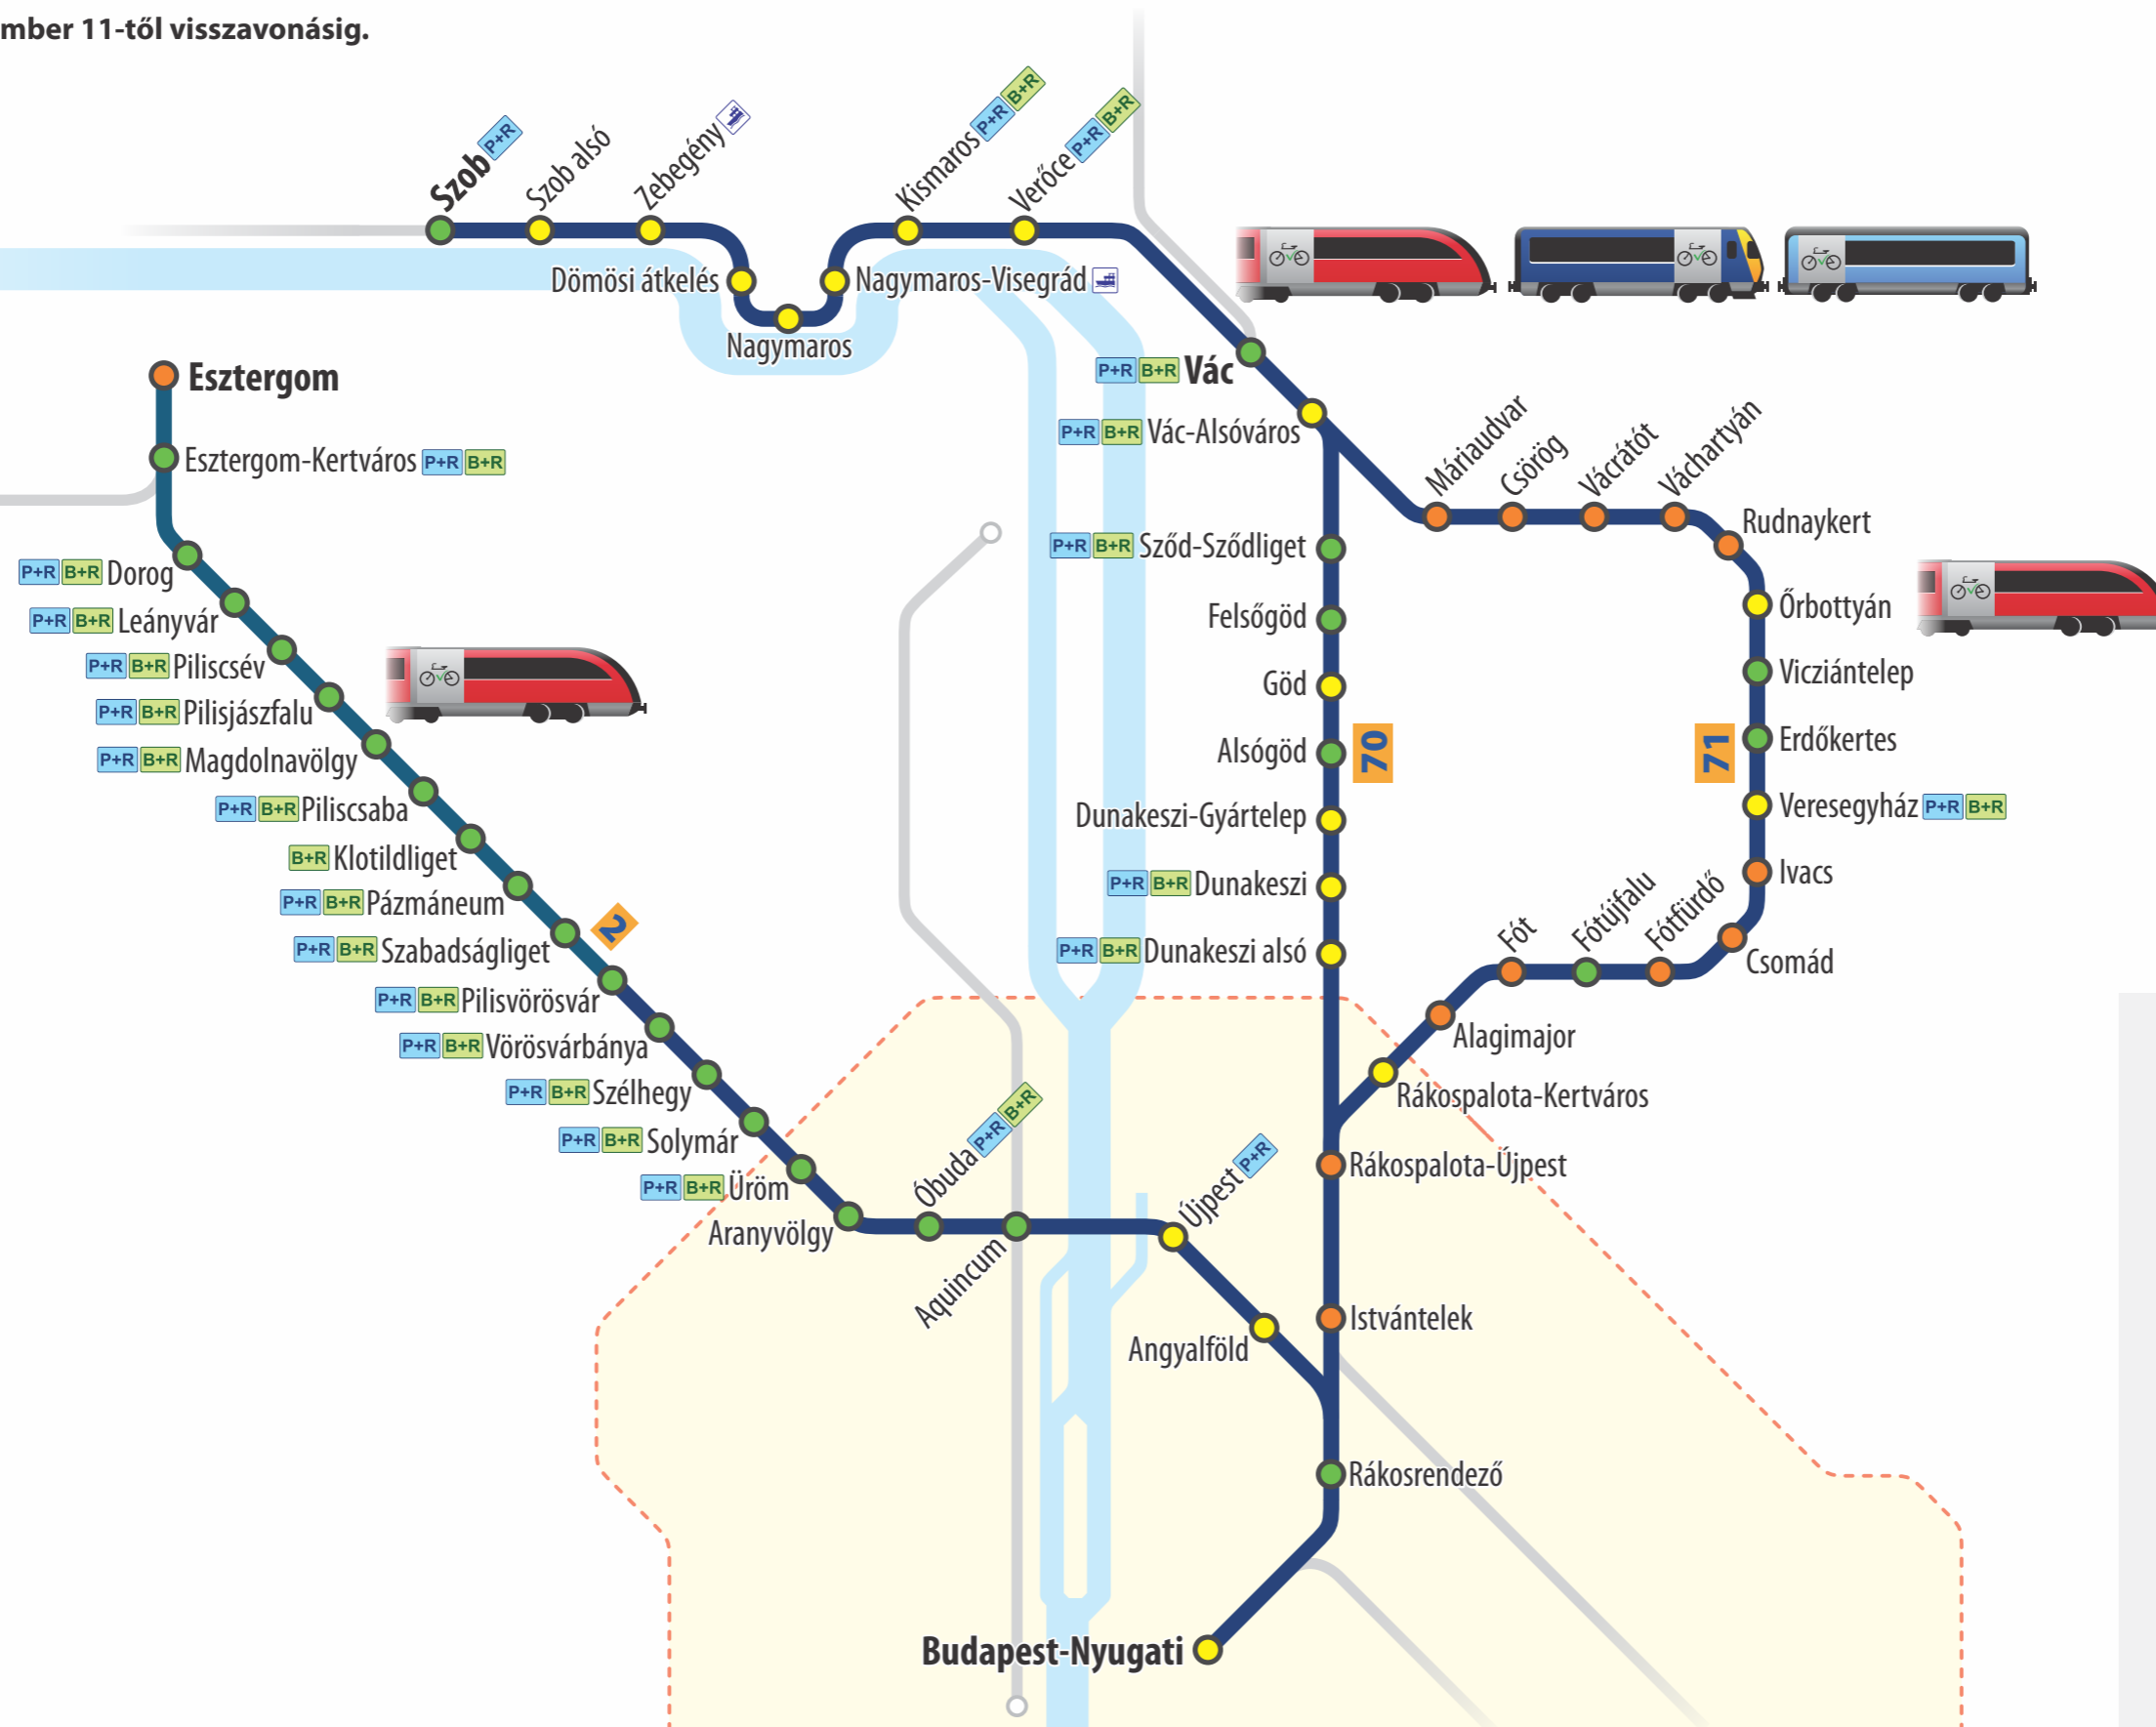 mber 11-től visszavonásig.
Szob P+R
Szob alsó
Zebegény
Dömösi átkelés
Nagymaros
Nagymaros-Visegrád
Kismaros P+R B+R
Verőce P+R B+R
P+R B+R Vác
P+R B+R Vác-Alsóváros
Esztergom
Esztergom-Kertváros P+R B+R
P+R B+R Dorog
P+R B+R Leányvár
P+R B+R Piliscsév
P+R B+R Pilisjászfalu
P+R B+R Magdolnavölgy
P+R B+R Piliscsaba
B+R Klotildliget
P+R B+R Pázmáneum
2
P+R B+R Szabadságliget
P+R B+R Pilisvörösvár
P+R B+R Vörösvárbánya
P+R B+R Szélhegy
P+R B+R Solymár
P+R B+R Üröm
Aranyvölgy
Óbuda P+R B+R
Aquincum
Újpest P+R
Angyalföld
P+R B+R Sződ-Sződliget
Felsőgöd
Göd
Alsógöd
70
Dunakeszi-Gyártelep
P+R B+R Dunakeszi
P+R B+R Dunakeszi alsó
Máriaudvar
Csörög
Vácrátót
Váchartyán
Rudnaykert
Őrbottyán
Vicziántelep
Erdőkertes
71
Veresegyház P+R B+R
Ivacs
Csomád
Fótfürdő
Fótújfalu
Fót
Alagimajor
Rákospalota-Kertváros
Rákospalota-Újpest
Istvántelek
Rákosrendező
Budapest-Nyugati